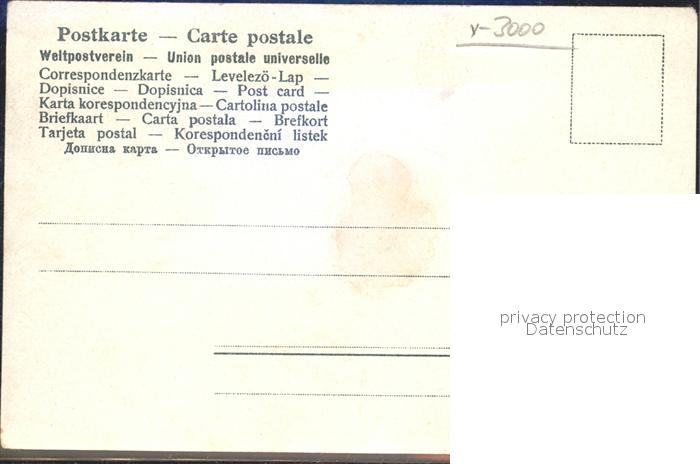 Postkarte — Carte postale
Weltpostverein — Union postale universelle
Correspondenzkarte — Levelező-Lap —
Dopisnice — Dopisnica — Post card —
Karta korespondencyjna — Cartolina postale
Briefkaart — Carta postala — Brefkort
Tarjeta postal — Korespondenční listek
Дописна карта — Открытое письмо
v-3000
privacy protection
Datenschutz